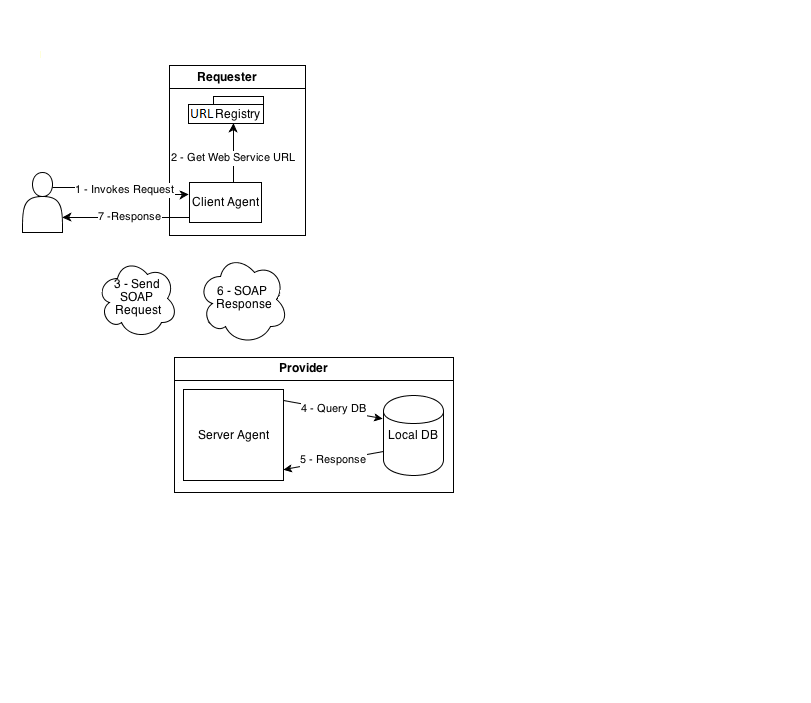 Requester
URL Registry
2 - Get Web Service URL
1 - Invokes Request
Client Agent
7 -Response
3 - Send
SOAP
Request
6 - SOAP
Response
Provider
4 - Query DB
Server Agent
Local DB
5 - Response